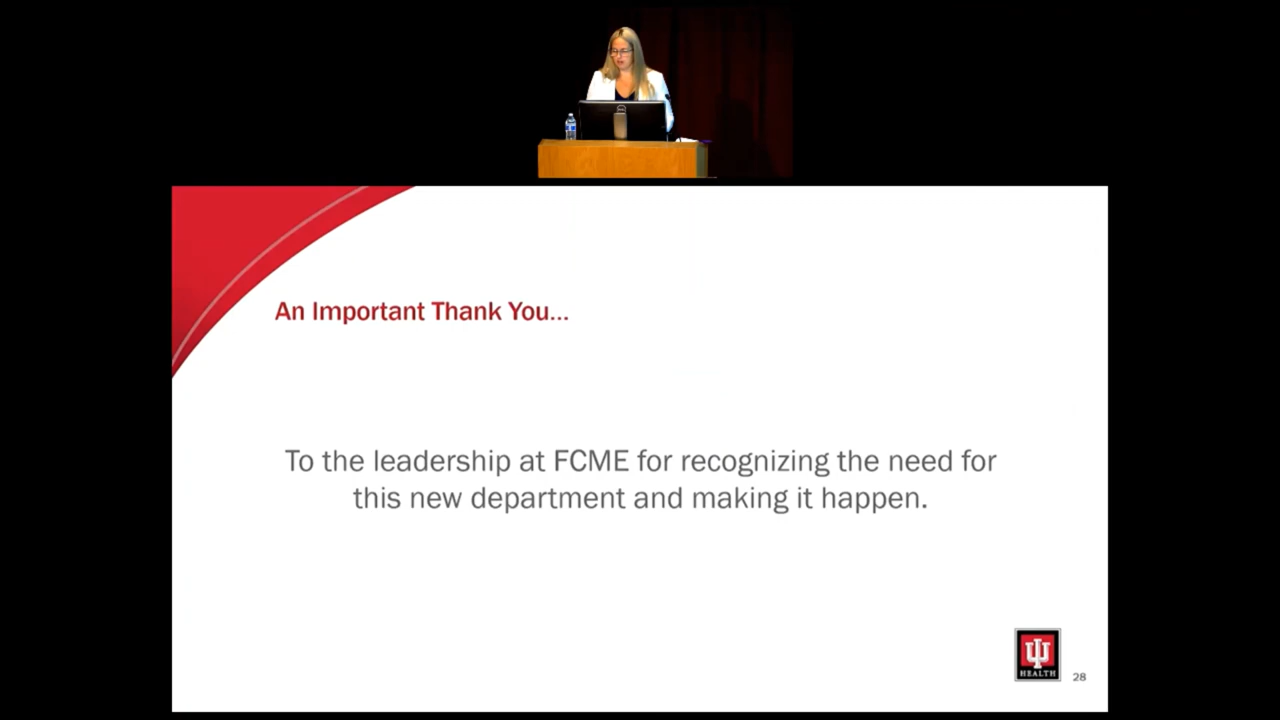 An Important Thank You...
To the leadership at FCME for recognizing the need for
this new department and making it happen.
HEALTH
28